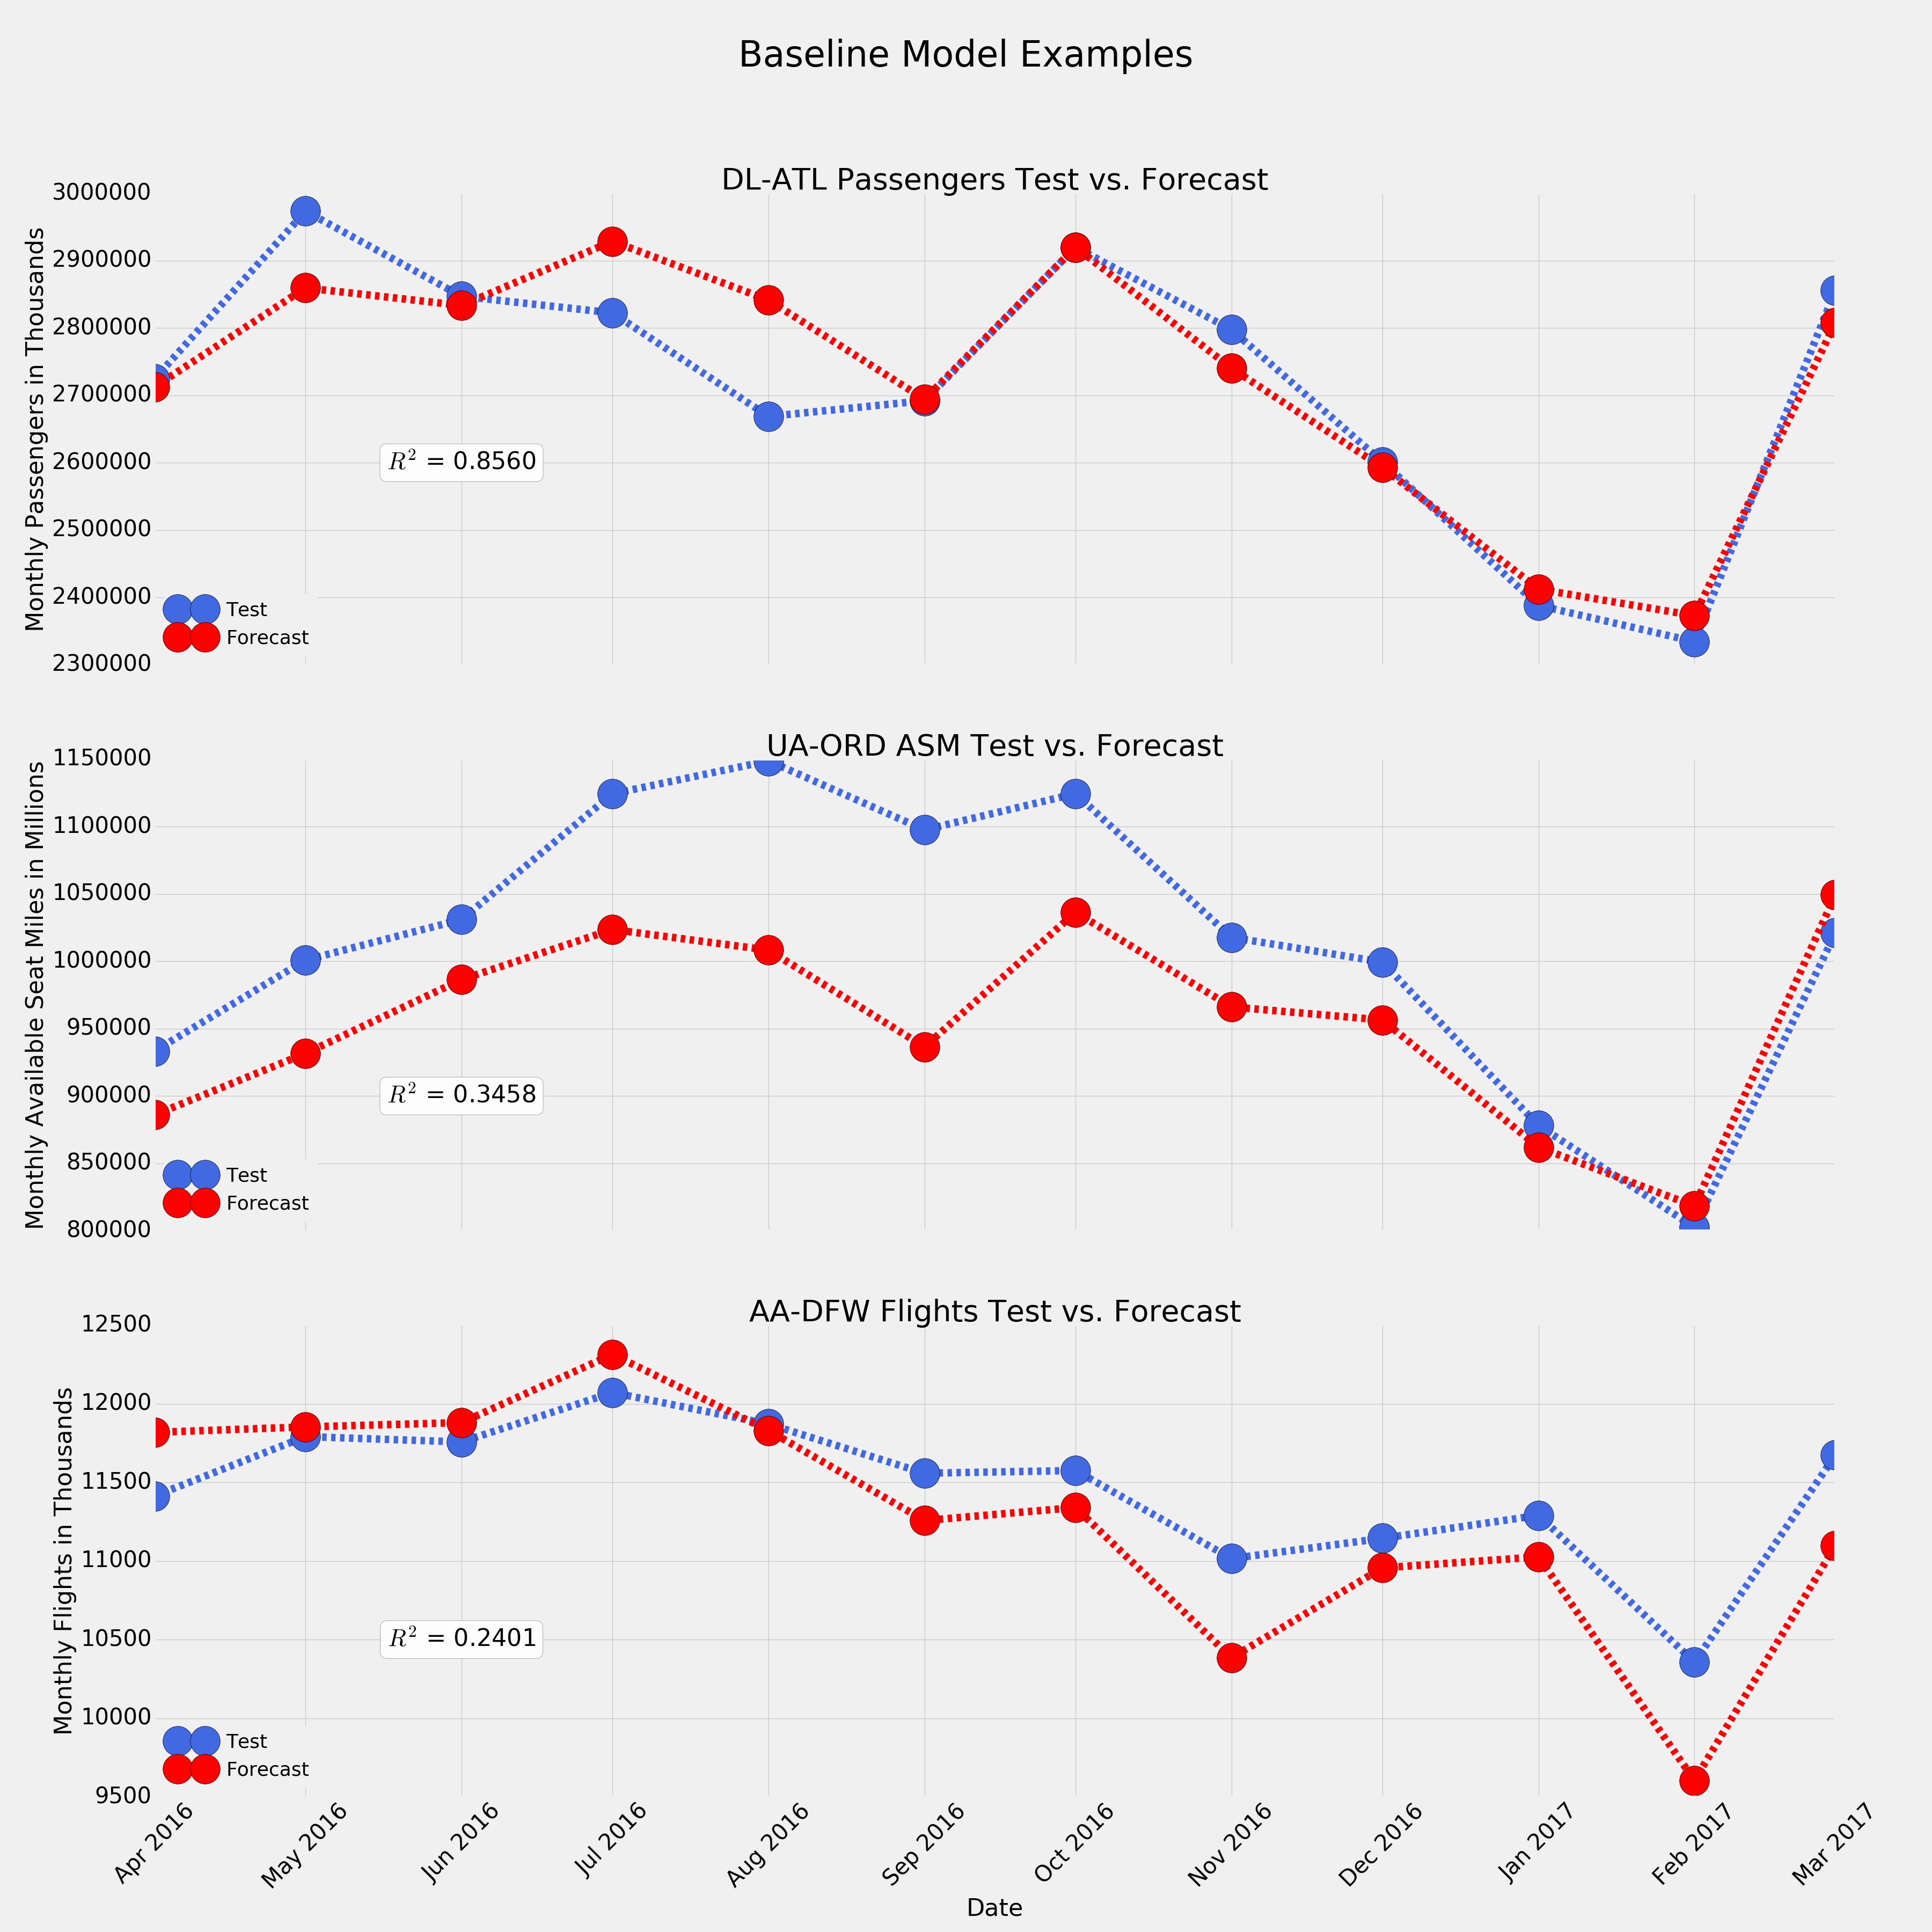 Baseline Model Examples
DL-ATL Passengers Test vs. Forecast
Monthly Passengers in Thousands
3000000
2900000
2800000
2700000
2600000
2500000
2400000
2300000
R² = 0.8560
Test
Forecast
UA-ORD ASM Test vs. Forecast
Monthly Available Seat Miles in Millions
1150000
1100000
1050000
1000000
950000
900000
850000
800000
R² = 0.3458
Test
Forecast
AA-DFW Flights Test vs. Forecast
Monthly Flights in Thousands
12500
12000
11500
11000
10500
10000
9500
R² = 0.2401
Test
Forecast
Apr 2016
May 2016
Jun 2016
Jul 2016
Aug 2016
Sep 2016
Oct 2016
Nov 2016
Dec 2016
Jan 2017
Feb 2017
Mar 2017
Date